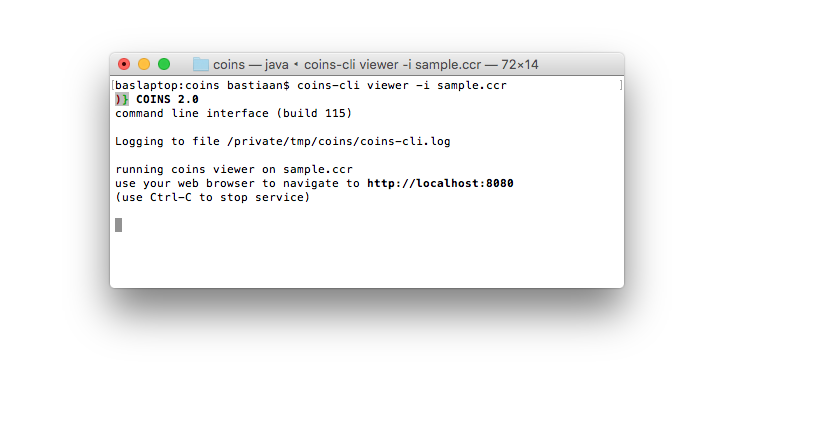 coins — java • coins-cli viewer -i sample.ccr — 72×14
[baslaptop:coins bastiaan$ coins-cli viewer -i sample.ccr ]
)} COINS 2.0
command line interface (build 115)
Logging to file /private/tmp/coins/coins-cli.log
running coins viewer on sample.ccr
use your web browser to navigate to http://localhost:8080
(use Ctrl-C to stop service)